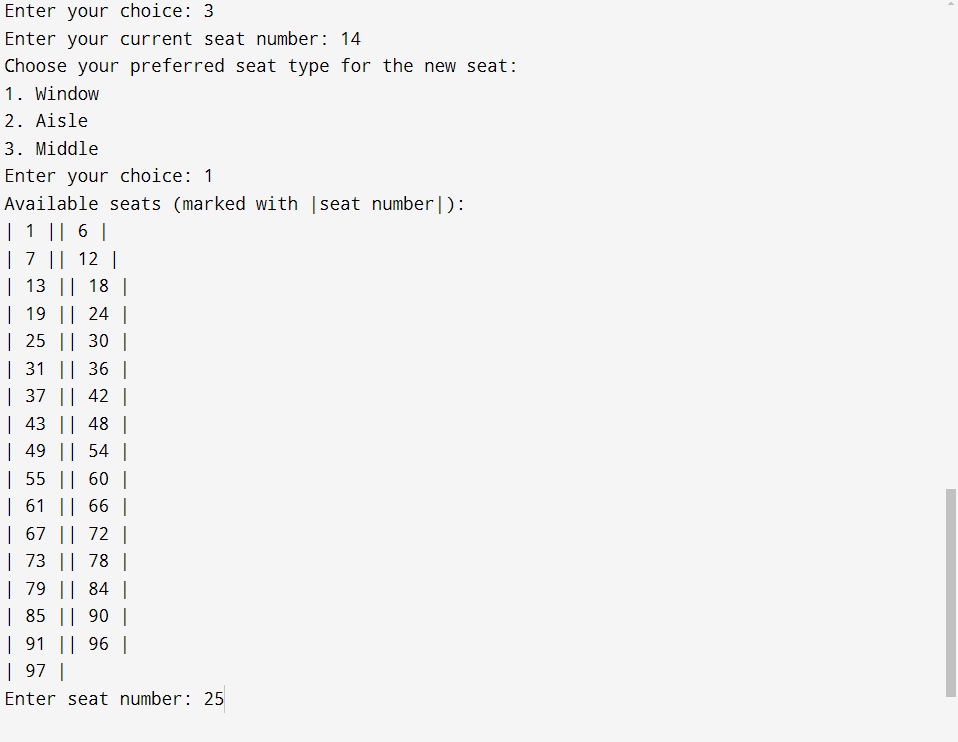 Enter your choice: 3
Enter your current seat number: 14
Choose your preferred seat type for the new seat:
1. Window
2. Aisle
3. Middle
Enter your choice: 1
Available seats (marked with |seat number|):
| 1 || 6 |
| 7 || 12 |
| 13 || 18 |
| 19 || 24 |
| 25 || 30 |
| 31 || 36 |
| 37 || 42 |
| 43 || 48 |
| 49 || 54 |
| 55 || 60 |
| 61 || 66 |
| 67 || 72 |
| 73 || 78 |
| 79 || 84 |
| 85 || 90 |
| 91 || 96 |
| 97 |
Enter seat number: 25